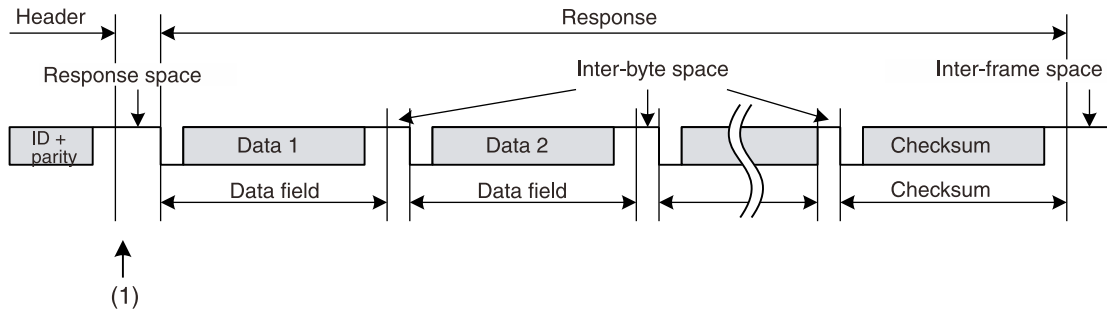 Header
Response
Response space
Inter-byte space
Inter-frame space
ID +
parity
Data 1
Data 2
Checksum
Data field
Data field
Checksum
(1)